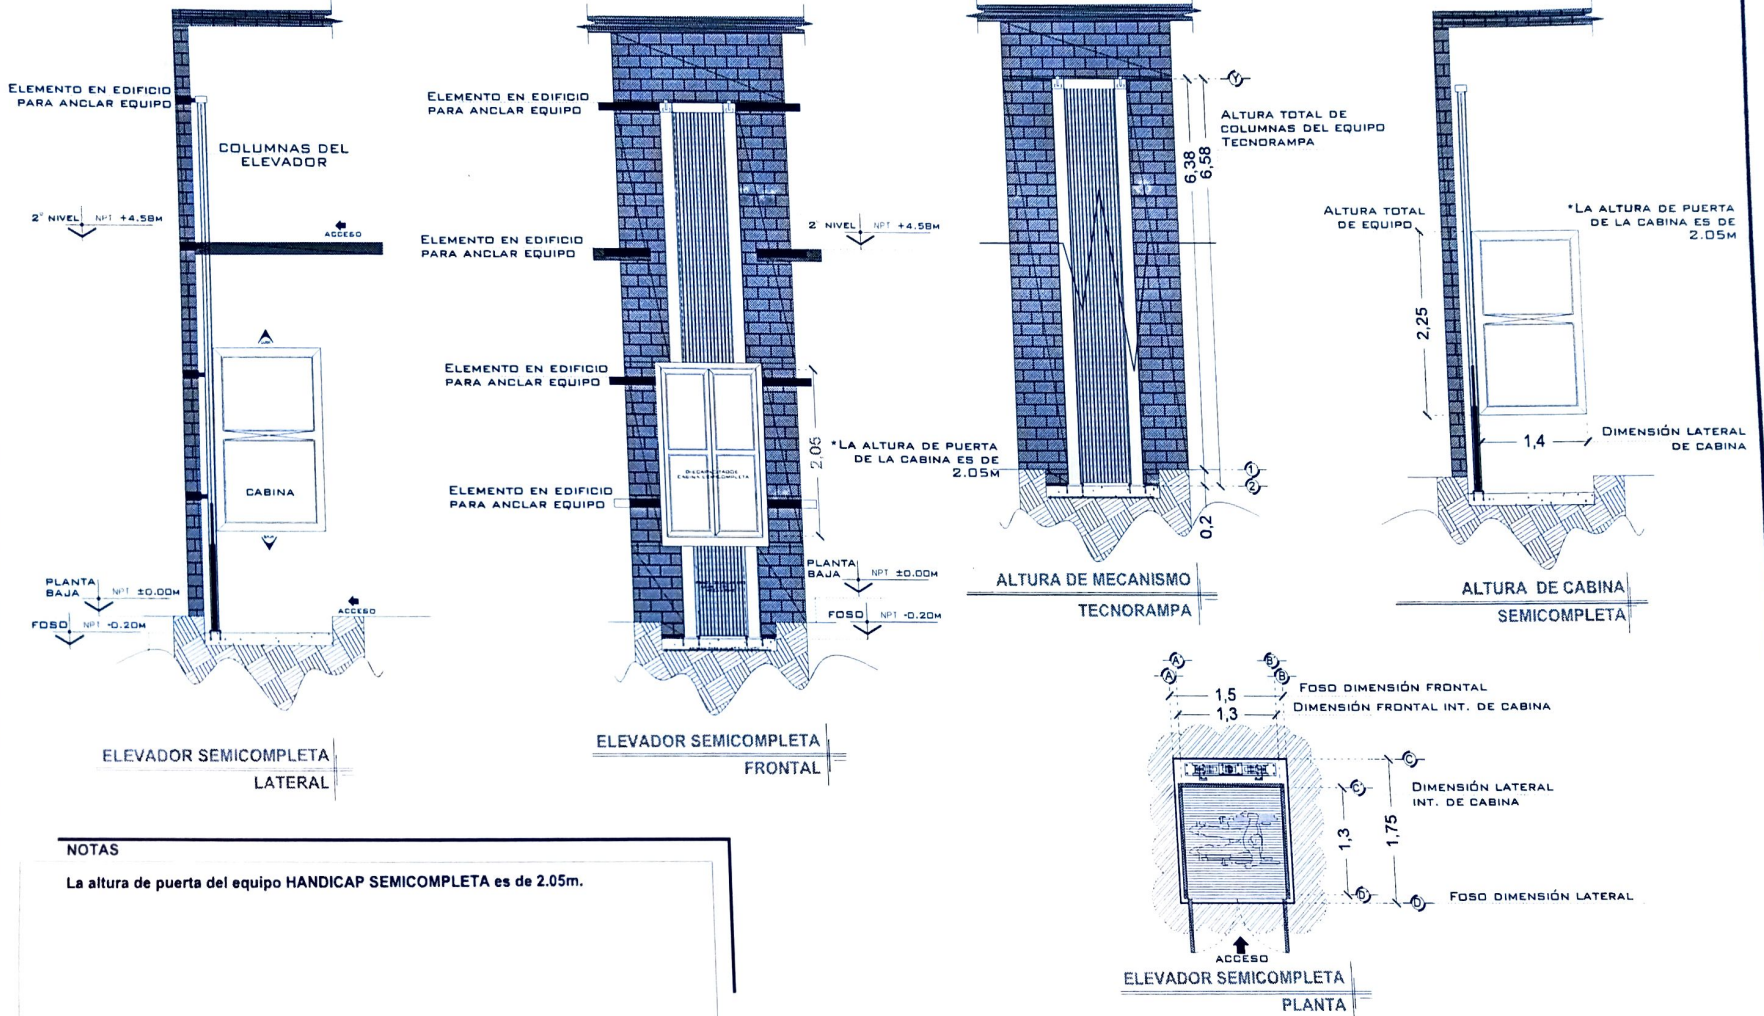 ELEMENTO EN EDIFICIO
PARA ANCLAR EQUIPO
COLUMNAS DEL
ELEVADOR
2° NIVEL NPT +4.58M
ACCESO
CABINA
PLANTA
BAJA NPT ±0.00M
ACCESO
FOSO NPT -0.20M
ELEVADOR SEMICOMPLETA
LATERAL
ELEMENTO EN EDIFICIO
PARA ANCLAR EQUIPO
2° NIVEL NPT +4.58M
ELEMENTO EN EDIFICIO
PARA ANCLAR EQUIPO
ELEMENTO EN EDIFICIO
PARA ANCLAR EQUIPO
2,05
*LA ALTURA DE PUERTA
DE LA CABINA ES DE
2.05M
CABINA SEMICOMPLETA
ELEMENTO EN EDIFICIO
PARA ANCLAR EQUIPO
PLANTA
BAJA NPT ±0.00M
FOSO NPT -0.20M
ELEVADOR SEMICOMPLETA
FRONTAL
Y
ALTURA TOTAL DE
COLUMNAS DEL EQUIPO
TECNORAMPA
6,38
6,58
1
2
0,2
ALTURA DE MECANISMO
TECNORAMPA
ALTURA TOTAL
DE EQUIPO
*LA ALTURA DE PUERTA
DE LA CABINA ES DE
2.05M
2,25
1,4
DIMENSIÓN LATERAL
DE CABINA
ALTURA DE CABINA
SEMICOMPLETA
A B
A B
1,5
FOSO DIMENSIÓN FRONTAL
1,3
DIMENSIÓN FRONTAL INT. DE CABINA
C
C
DIMENSIÓN LATERAL
INT. DE CABINA
1,3
1,75
D
D
FOSO DIMENSIÓN LATERAL
ACCESO
ELEVADOR SEMICOMPLETA
PLANTA
NOTAS
La altura de puerta del equipo HANDICAP SEMICOMPLETA es de 2.05m.